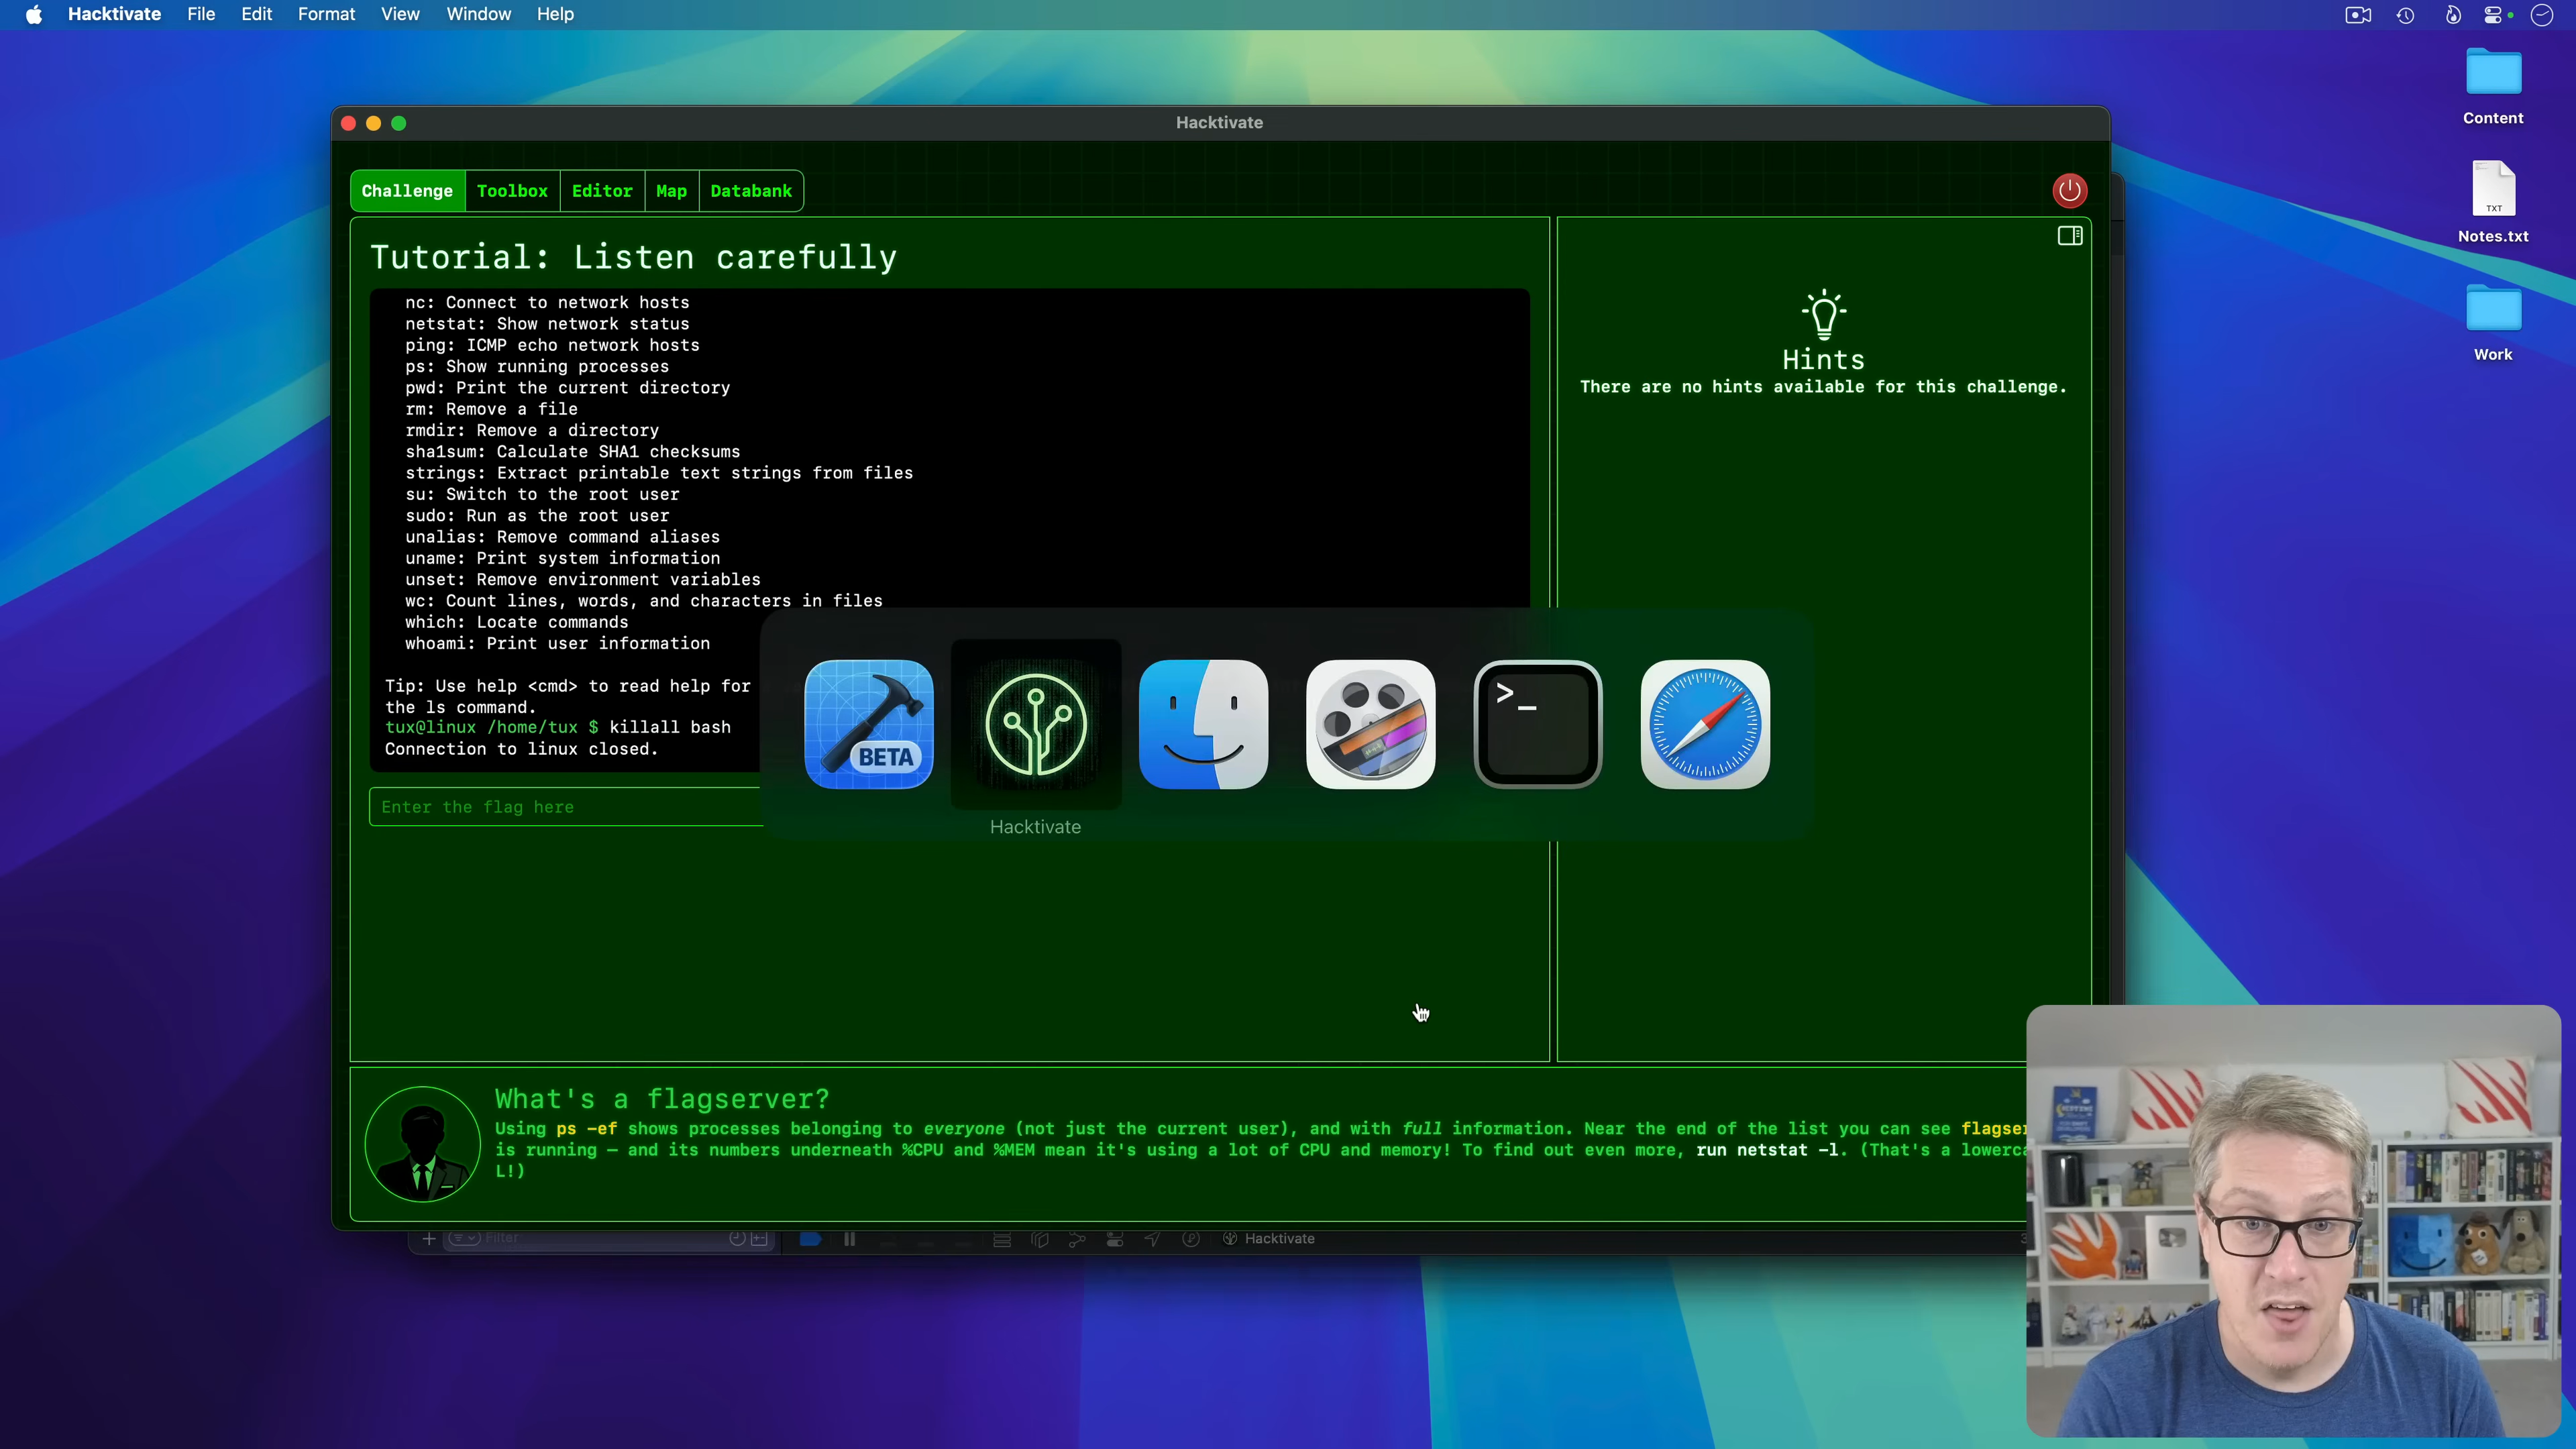 Hacktivate File Edit Format View Window Help
Content
TXT
Notes.txt
Work
Hacktivate
Challenge Toolbox Editor Map Databank
Tutorial: Listen carefully
nc: Connect to network hosts
netstat: Show network status
ping: ICMP echo network hosts
ps: Show running processes
pwd: Print the current directory
rm: Remove a file
rmdir: Remove a directory
sha1sum: Calculate SHA1 checksums
strings: Extract printable text strings from files
su: Switch to the root user
sudo: Run as the root user
unalias: Remove command aliases
uname: Print system information
unset: Remove environment variables
wc: Count lines, words, and characters in files
which: Locate commands
whoami: Print user information
Tip: Use help <cmd> to read help for
the ls command.
tux@linux /home/tux $ killall bash
Connection to linux closed.
Enter the flag here
Hints
There are no hints available for this challenge.
BETA
>_
Hacktivate
What's a flagserver?
Using ps -ef shows processes belonging to everyone (not just the current user), and with full information. Near the end of the list you can see flagser
is running — and its numbers underneath %CPU and %MEM mean it's using a lot of CPU and memory! To find out even more, run netstat -l. (That's a lowerca
L!)
Filter
Hacktivate